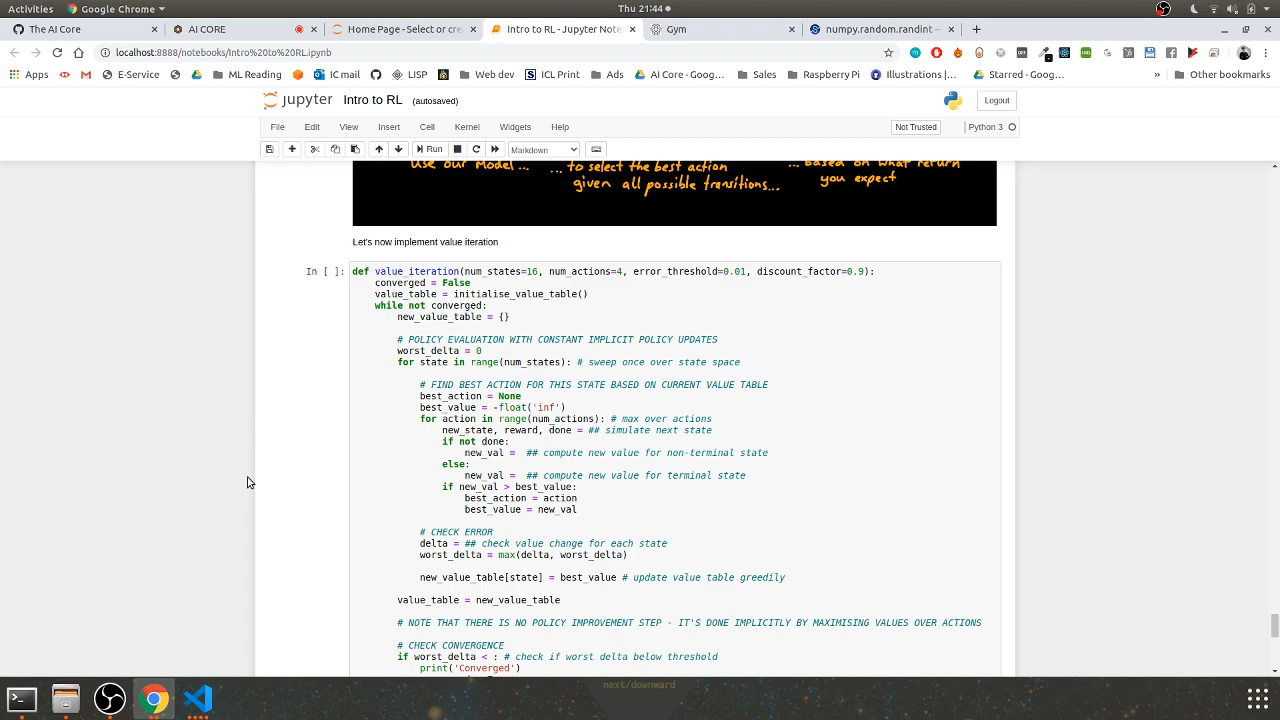 Activities
Google Chrome
Thu 21:44
The AI Core
AI CORE
Home Page - Select or cre
Intro to RL - Jupyter Note
Gym
numpy.random.randint —
localhost:8888/notebooks/Intro%20to%20RL.ipynb
Apps
E-Service
ML Reading
IC mail
LISP
Web dev
ICL Print
Ads
AI Core - Goog...
Sales
Raspberry Pi
Illustrations |...
Starred - Goog...
»
Other bookmarks
jupyter
Intro to RL
(autosaved)
Logout
File
Edit
View
Insert
Cell
Kernel
Widgets
Help
Not Trusted
Python 3
Run
Markdown
Use our Model ...
... to select the best action
given all possible transitions...
... based on what return
you expect
Let's now implement value iteration
In [ ]:
def value_iteration(num_states=16, num_actions=4, error_threshold=0.01, discount_factor=0.9):
converged = False
value_table = initialise_value_table()
while not converged:
new_value_table = {}
# POLICY EVALUATION WITH CONSTANT IMPLICIT POLICY UPDATES
worst_delta = 0
for state in range(num_states): # sweep once over state space
# FIND BEST ACTION FOR THIS STATE BASED ON CURRENT VALUE TABLE
best_action = None
best_value = -float('inf')
for action in range(num_actions): # max over actions
new_state, reward, done = ## simulate next state
if not done:
new_val =  ## compute new value for non-terminal state
else:
new_val =  ## compute new value for terminal state
if new_val > best_value:
best_action = action
best_value = new_val
# CHECK ERROR
delta = ## check value change for each state
worst_delta = max(delta, worst_delta)
new_value_table[state] = best_value # update value table greedily
value_table = new_value_table
# NOTE THAT THERE IS NO POLICY IMPROVEMENT STEP - IT'S DONE IMPLICITLY BY MAXIMISING VALUES OVER ACTIONS
# CHECK CONVERGENCE
if worst_delta < : # check if worst delta below threshold
print('Converged')
next/downward